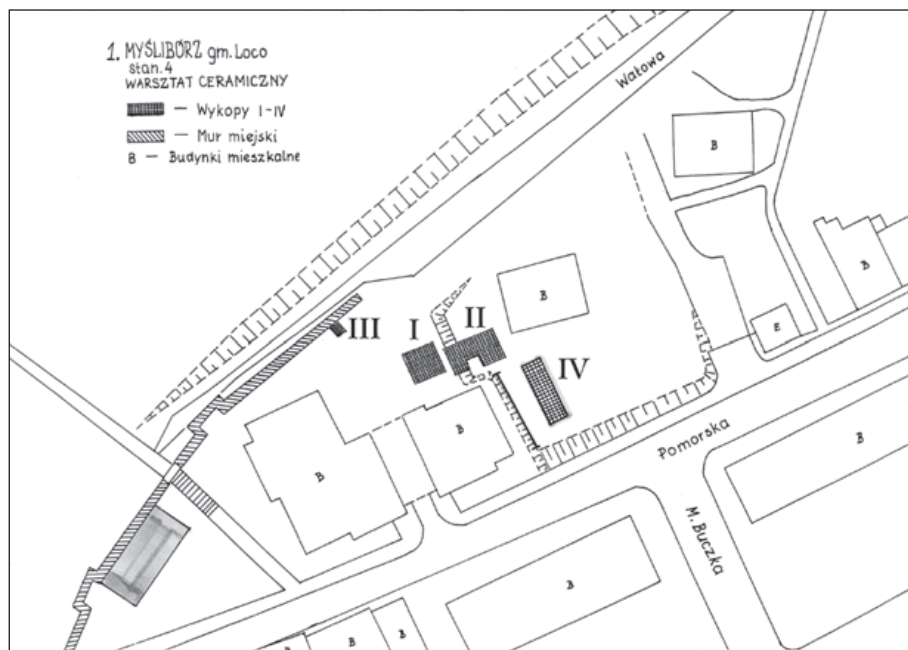 1. MYŚLIBÓRZ gm. Loco
stan. 4
WARSZTAT CERAMICZNY
— Wykopy I-IV
— Mur miejski
B — Budynki mieszkalne
Wałowa
B
B
B
E
III
I
II
IV
B
B
B
Pomorska
M. Buczka
B
B
B
B
B